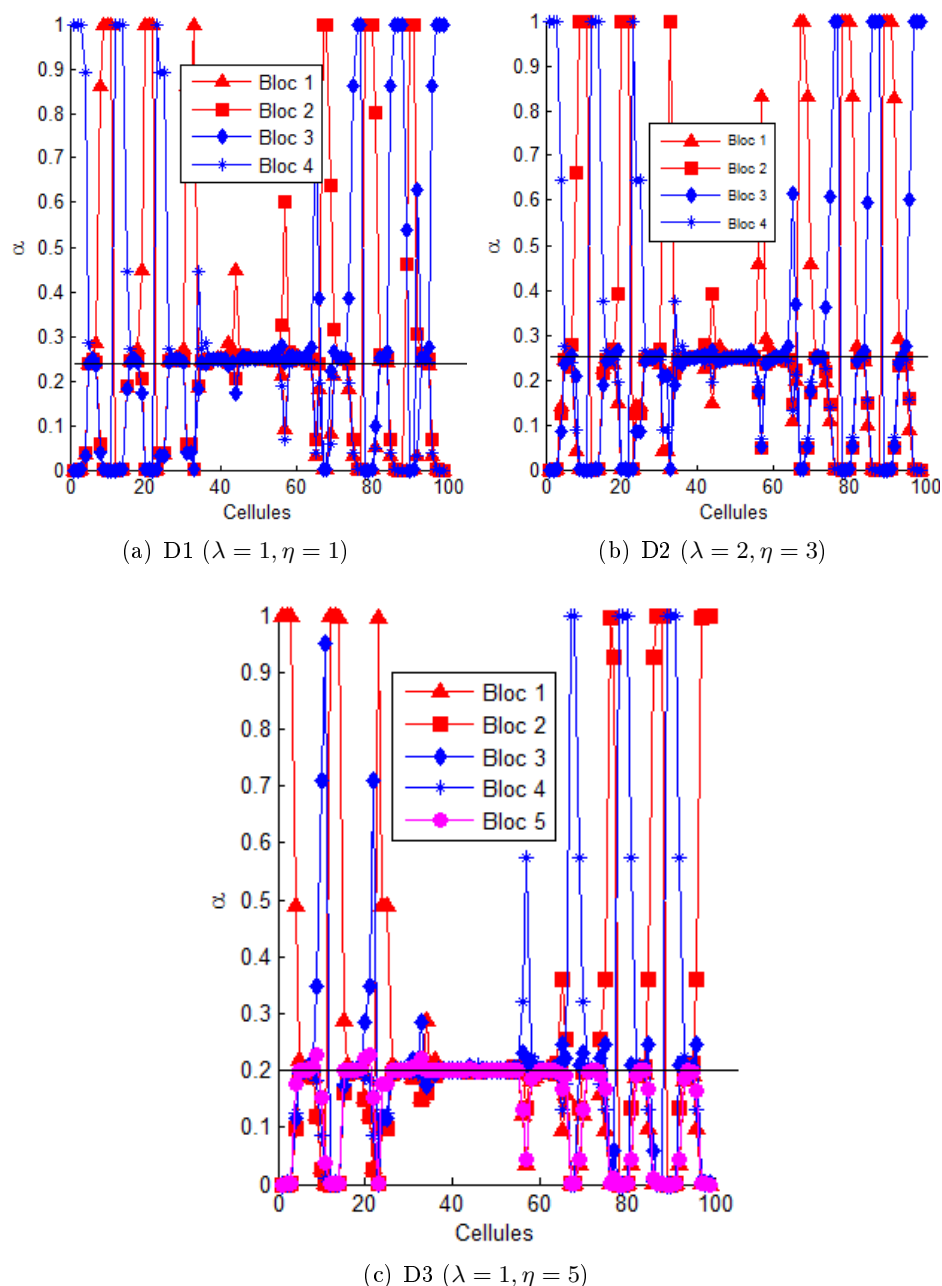 1
0.9
0.8
0.7
0.6
0.5
0.4
0.3
0.2
0.1
0
α
0 20 40 60 80 100
Cellules
Bloc 1
Bloc 2
Bloc 3
Bloc 4
(a) D1 (λ = 1, η = 1)
1
0.9
0.8
0.7
0.6
0.5
0.4
0.3
0.2
0.1
0
α
0 20 40 60 80 100
Cellules
Bloc 1
Bloc 2
Bloc 3
Bloc 4
(b) D2 (λ = 2, η = 3)
1
0.9
0.8
0.7
0.6
0.5
0.4
0.3
0.2
0.1
0
α
0 20 40 60 80 100
Cellules
Bloc 1
Bloc 2
Bloc 3
Bloc 4
Bloc 5
(c) D3 (λ = 1, η = 5)